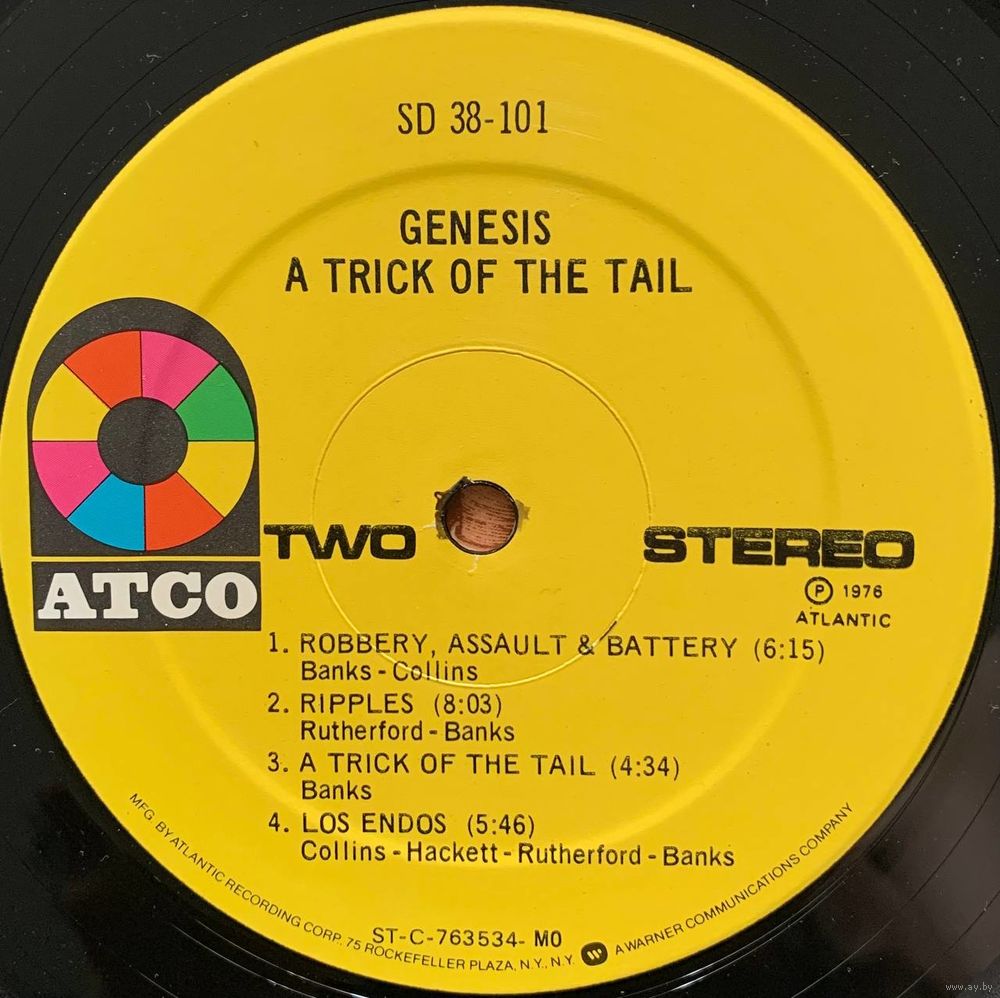 SD 38-101
GENESIS
A TRICK OF THE TAIL
ATCO
TWO
STEREO
Ⓟ 1976
ATLANTIC
1. ROBBERY, ASSAULT & BATTERY (6:15)
Banks - Collins
2. RIPPLES (8:03)
Rutherford - Banks
3. A TRICK OF THE TAIL (4:34)
Banks
4. LOS ENDOS (5:46)
Collins - Hackett - Rutherford - Banks
ST-C-763534- MO
MFG. BY ATLANTIC RECORDING CORP. 75 ROCKEFELLER PLAZA, N.Y., N.Y. A WARNER COMMUNICATIONS COMPANY
www.ay.by